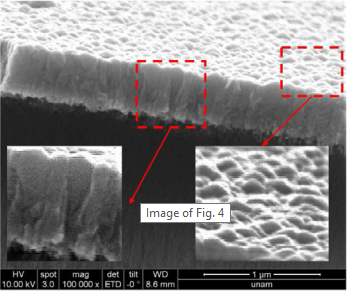 Image of Fig. 4
HV spot mag det tilt WD
10.00 kV 3.0 100 000 x ETD -0° 8.6 mm
1 µm
unam